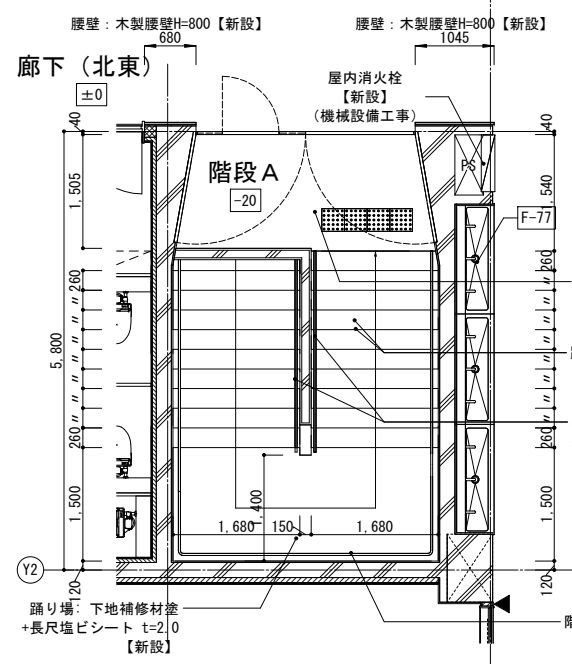 腰壁：木製腰壁H=800【新設】
腰壁：木製腰壁H=800【新設】
680
1045
廊下（北東）
±0
屋内消火栓
【新設】
（機械設備工事）
40
40
階段A
-20
PS
F-77
1,505
1,540
260
〃
〃
〃
〃
〃
〃
〃
260
260
〃
〃
〃
〃
〃
〃
〃
260
5,800
1,500
1,500
1,400
1,680
150
1,680
Y2
120
120
踊り場：下地補修材塗
+長尺塩ビシート t=2.0
【新設】
階